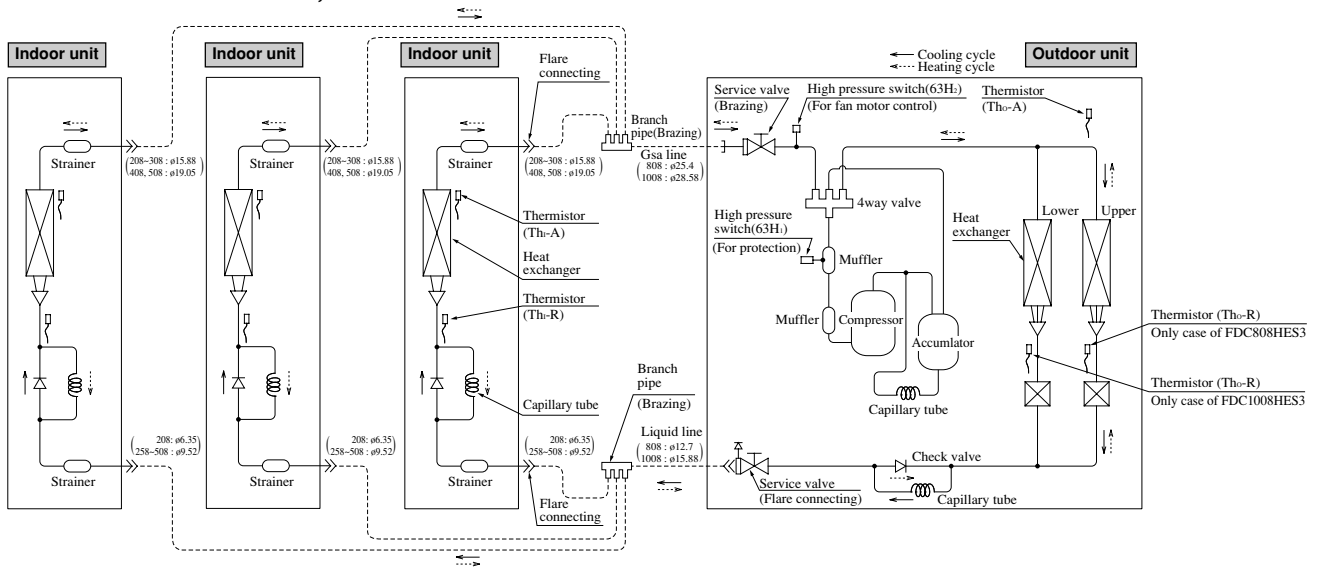 Indoor unit
Indoor unit
Indoor unit
Outdoor unit
Cooling cycle
Heating cycle
Flare
connecting
Service valve
(Brazing)
High pressure switch(63H₂)
(For fan motor control)
Thermistor
(Tho-A)
Branch
pipe(Brazing)
Strainer
Strainer
Strainer
(208~308 : ø15.88
408, 508 : ø19.05)
(208~308 : ø15.88
408, 508 : ø19.05)
(208~308 : ø15.88
408, 508 : ø19.05)
Gsa line
(808 : ø25.4
1008 : ø28.58)
4way valve
Lower
Upper
Heat
exchanger
High pressure
switch(63H₁)
(For protection)
Muffler
Muffler
Compressor
Accumlator
Capillary tube
Thermistor
(Thı-A)
Heat
exchanger
Thermistor
(Thı-R)
Capillary tube
Thermistor (Tho-R)
Only case of FDC808HES3
Thermistor (Tho-R)
Only case of FDC1008HES3
Branch
pipe
(Brazing)
(208: ø6.35
258~508 : ø9.52)
(208: ø6.35
258~508 : ø9.52)
(208: ø6.35
258~508 : ø9.52)
Liquid line
(808 : ø12.7
1008 : ø15.88)
Strainer
Strainer
Strainer
Flare
connecting
Service valve
(Flare connecting)
Check valve
Capillary tube